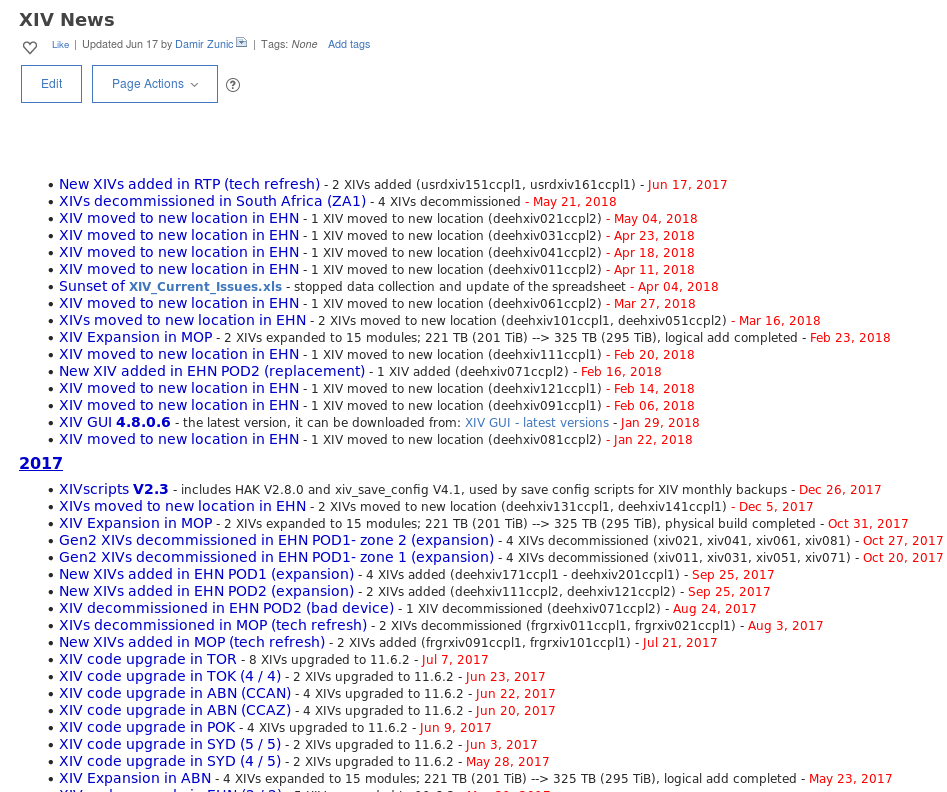 XIV News
Like | Updated Jun 17 by Damir Zunic | Tags: None Add tags
Edit Page Actions ?
• New XIVs added in RTP (tech refresh) - 2 XIVs added (usrdxiv151ccpl1, usrdxiv161ccpl1) - Jun 17, 2017
• XIVs decommissioned in South Africa (ZA1) - 4 XIVs decommissioned - May 21, 2018
• XIV moved to new location in EHN - 1 XIV moved to new location (deehxiv021ccpl2) - May 04, 2018
• XIV moved to new location in EHN - 1 XIV moved to new location (deehxiv031ccpl2) - Apr 23, 2018
• XIV moved to new location in EHN - 1 XIV moved to new location (deehxiv041ccpl2) - Apr 18, 2018
• XIV moved to new location in EHN - 1 XIV moved to new location (deehxiv011ccpl2) - Apr 11, 2018
• Sunset of XIV_Current_Issues.xls - stopped data collection and update of the spreadsheet - Apr 04, 2018
• XIV moved to new location in EHN - 1 XIV moved to new location (deehxiv061ccpl2) - Mar 27, 2018
• XIVs moved to new location in EHN - 2 XIVs moved to new location (deehxiv101ccpl1, deehxiv051ccpl2) - Mar 16, 2018
• XIV Expansion in MOP - 2 XIVs expanded to 15 modules; 221 TB (201 TiB) --> 325 TB (295 TiB), logical add completed - Feb 23, 2018
• XIV moved to new location in EHN - 1 XIV moved to new location (deehxiv111ccpl1) - Feb 20, 2018
• New XIV added in EHN POD2 (replacement) - 1 XIV added (deehxiv071ccpl2) - Feb 16, 2018
• XIV moved to new location in EHN - 1 XIV moved to new location (deehxiv121ccpl1) - Feb 14, 2018
• XIV moved to new location in EHN - 1 XIV moved to new location (deehxiv091ccpl1) - Feb 06, 2018
• XIV GUI 4.8.0.6 - the latest version, it can be downloaded from: XIV GUI - latest versions - Jan 29, 2018
• XIV moved to new location in EHN - 1 XIV moved to new location (deehxiv081ccpl2) - Jan 22, 2018
2017
• XIVscripts V2.3 - includes HAK V2.8.0 and xiv_save_config V4.1, used by save config scripts for XIV monthly backups - Dec 26, 2017
• XIVs moved to new location in EHN - 2 XIVs moved to new location (deehxiv131ccpl1, deehxiv141ccpl1) - Dec 5, 2017
• XIV Expansion in MOP - 2 XIVs expanded to 15 modules; 221 TB (201 TiB) --> 325 TB (295 TiB), physical build completed - Oct 31, 2017
• Gen2 XIVs decommissioned in EHN POD1- zone 2 (expansion) - 4 XIVs decommissioned (xiv021, xiv041, xiv061, xiv081) - Oct 27, 2017
• Gen2 XIVs decommissioned in EHN POD1- zone 1 (expansion) - 4 XIVs decommissioned (xiv011, xiv031, xiv051, xiv071) - Oct 20, 2017
• New XIVs added in EHN POD1 (expansion) - 4 XIVs added (deehxiv171ccpl1 - deehxiv201ccpl1) - Sep 25, 2017
• New XIVs added in EHN POD2 (expansion) - 2 XIVs added (deehxiv111ccpl2, deehxiv121ccpl2) - Sep 25, 2017
• XIV decommissioned in EHN POD2 (bad device) - 1 XIV decommissioned (deehxiv071ccpl2) - Aug 24, 2017
• XIVs decommissioned in MOP (tech refresh) - 2 XIVs decommissioned (frgrxiv011ccpl1, frgrxiv021ccpl1) - Aug 3, 2017
• New XIVs added in MOP (tech refresh) - 2 XIVs added (frgrxiv091ccpl1, frgrxiv101ccpl1) - Jul 21, 2017
• XIV code upgrade in TOR - 8 XIVs upgraded to 11.6.2 - Jul 7, 2017
• XIV code upgrade in TOK (4 / 4) - 2 XIVs upgraded to 11.6.2 - Jun 23, 2017
• XIV code upgrade in ABN (CCAN) - 4 XIVs upgraded to 11.6.2 - Jun 22, 2017
• XIV code upgrade in ABN (CCAZ) - 4 XIVs upgraded to 11.6.2 - Jun 20, 2017
• XIV code upgrade in POK - 4 XIVs upgraded to 11.6.2 - Jun 9, 2017
• XIV code upgrade in SYD (5 / 5) - 2 XIVs upgraded to 11.6.2 - Jun 3, 2017
• XIV code upgrade in SYD (4 / 5) - 2 XIVs upgraded to 11.6.2 - May 28, 2017
• XIV Expansion in ABN - 4 XIVs expanded to 15 modules; 221 TB (201 TiB) --> 325 TB (295 TiB), logical add completed - May 23, 2017